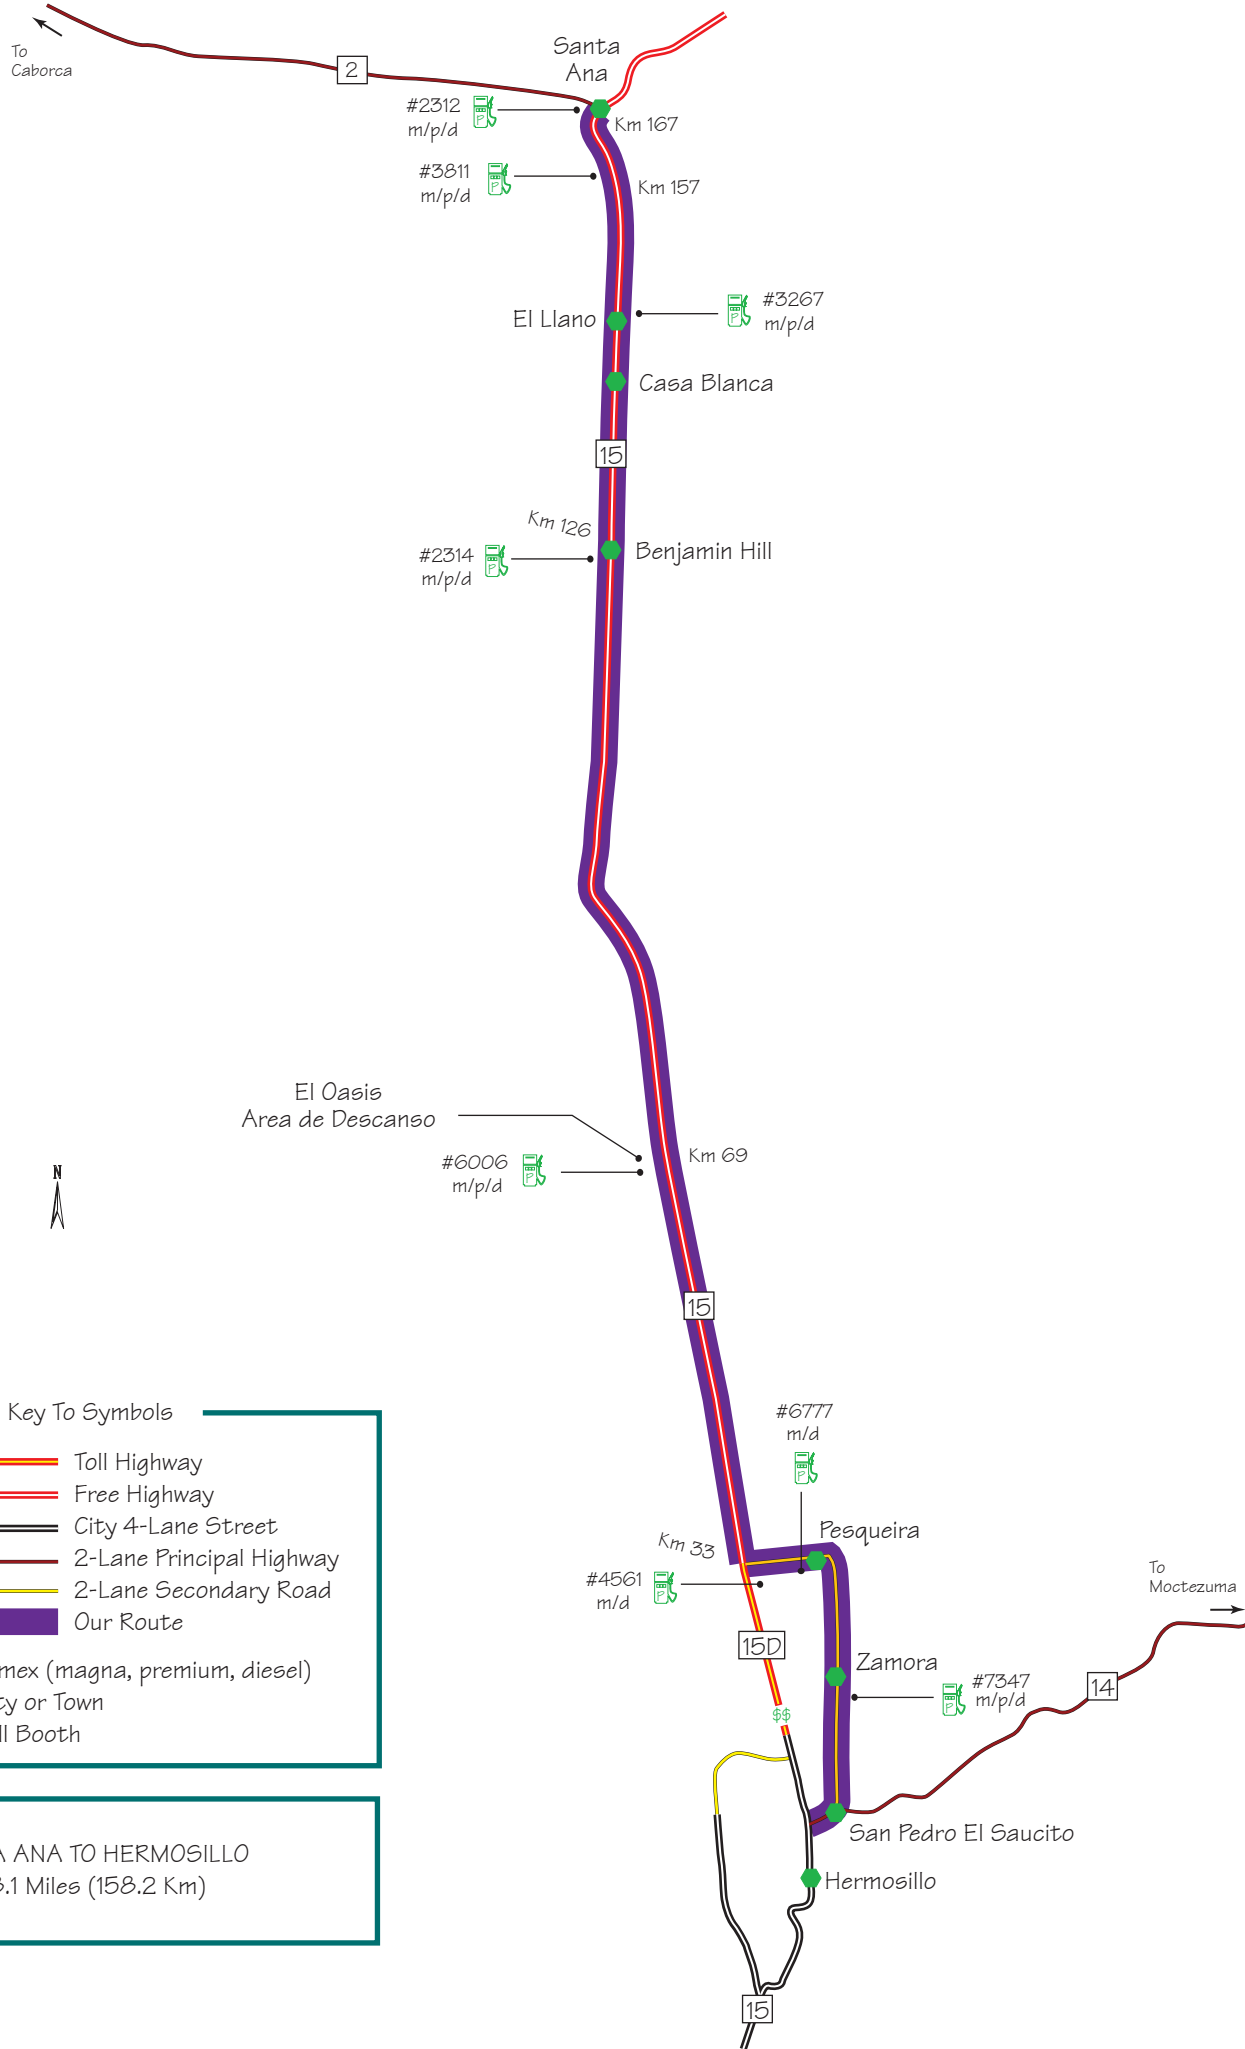 To
Caborca
2
Santa
Ana
#2312
m/p/d
Km 167
#3811
m/p/d
Km 157
#3267
m/p/d
El Llano
Casa Blanca
15
Km 126
#2314
m/p/d
Benjamin Hill
El Oasis
Area de Descanso
#6006
m/p/d
Km 69
N
15
Key To Symbols
Toll Highway
Free Highway
City 4-Lane Street
2-Lane Principal Highway
2-Lane Secondary Road
Our Route
mex (magna, premium, diesel)
ty or Town
ll Booth
#6777
m/d
Pesqueira
Km 33
#4561
m/d
To
Moctezuma
15D
Zamora
#7347
m/p/d
14
$$
San Pedro El Saucito
Hermosillo
A ANA TO HERMOSILLO
3.1 Miles (158.2 Km)
15